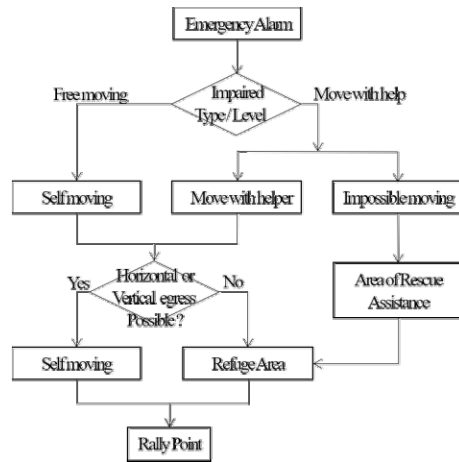 Emergency Alarm
Free moving
Impaired
Type / Level
Move with help
Self moving
Move with helper
Impossible moving
Yes
Horizontal or
Vertical egress
Possible ?
No
Area of Rescue
Assistance
Self moving
Refuge Area
Rally Point